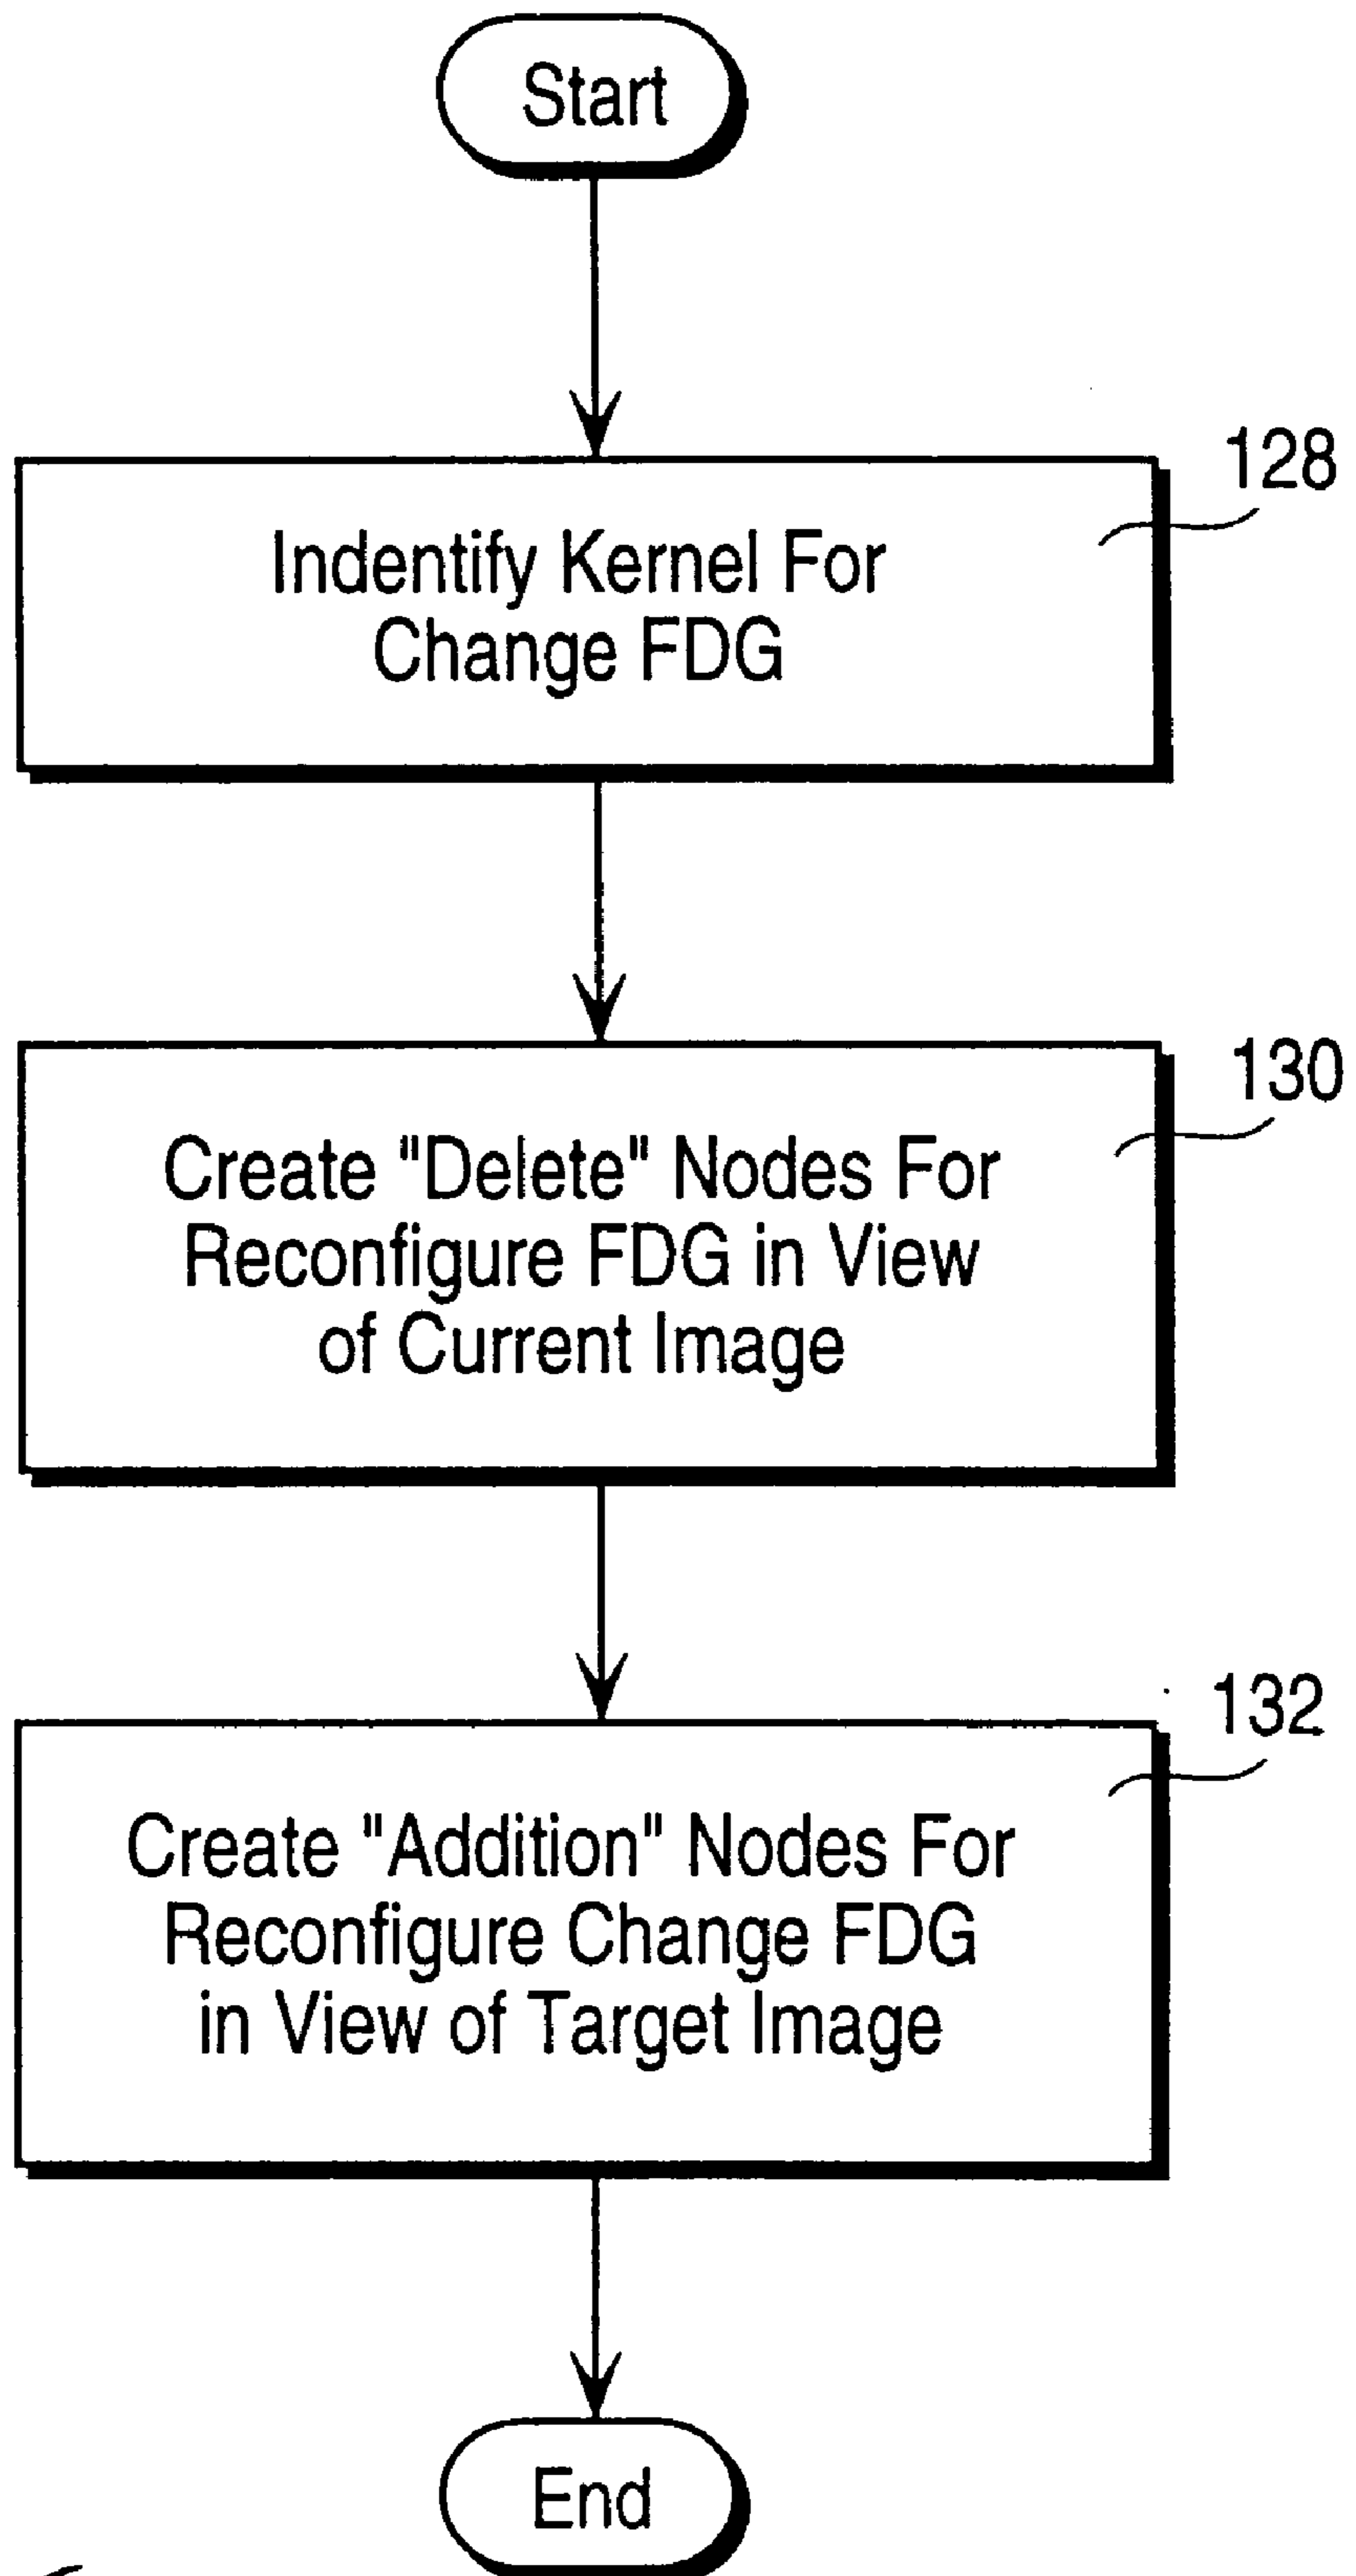 Start
128
Indentify Kernel For
Change FDG
130
Create "Delete" Nodes For
Reconfigure FDG in View
of Current Image
132
Create "Addition" Nodes For
Reconfigure Change FDG
in View of Target Image
End